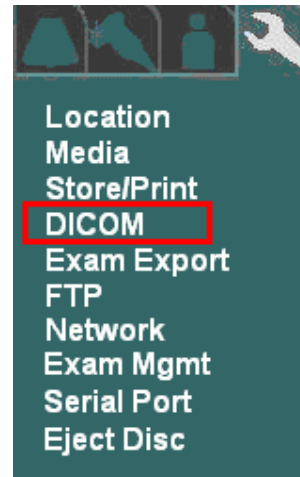 Location
Media
Store/Print
DICOM
Exam Export
FTP
Network
Exam Mgmt
Serial Port
Eject Disc